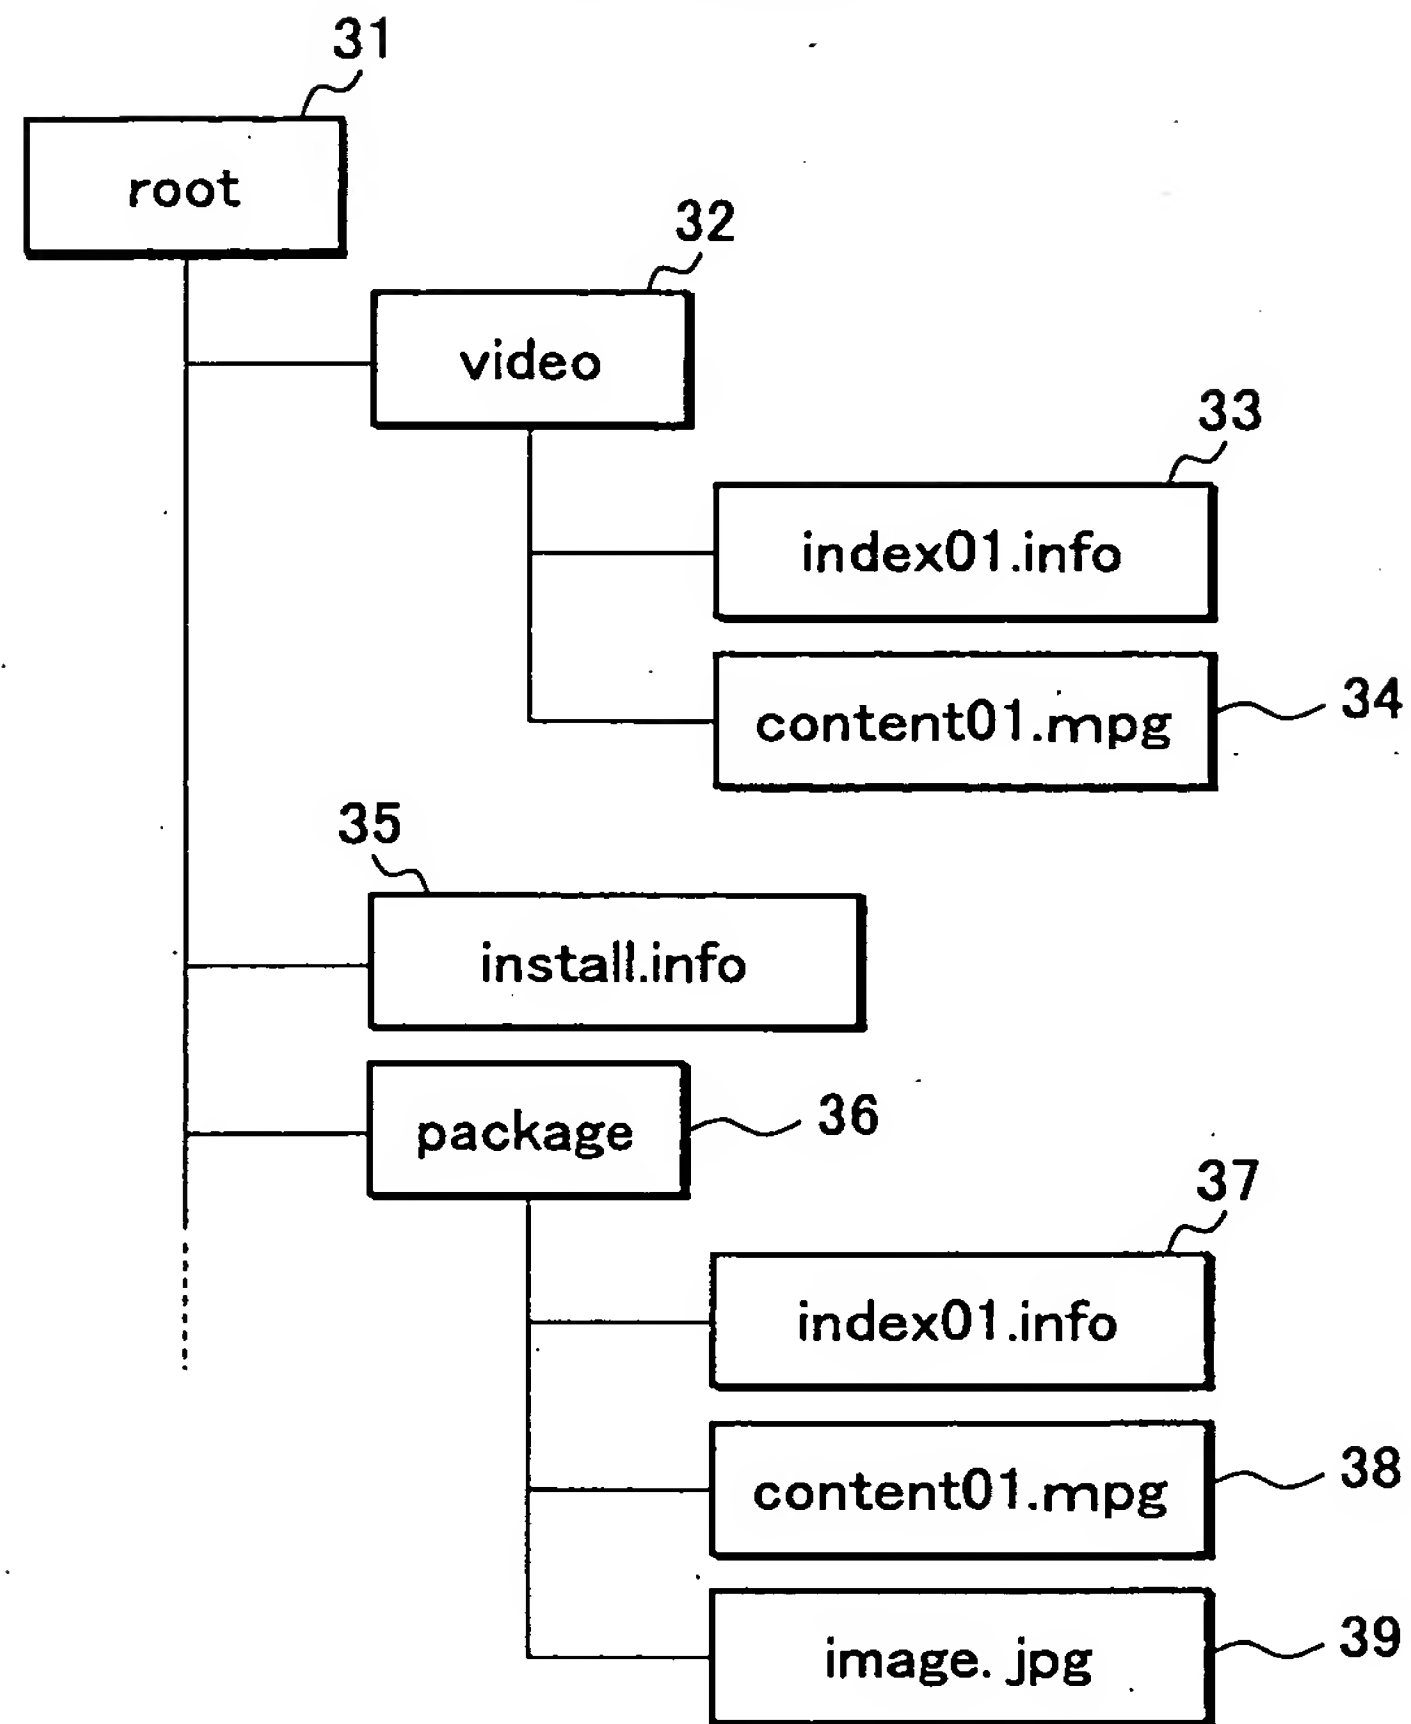 31
root
32
video
33
index01.info
content01.mpg
34
35
install.info
package
36
37
index01.info
content01.mpg
38
image.jpg
39